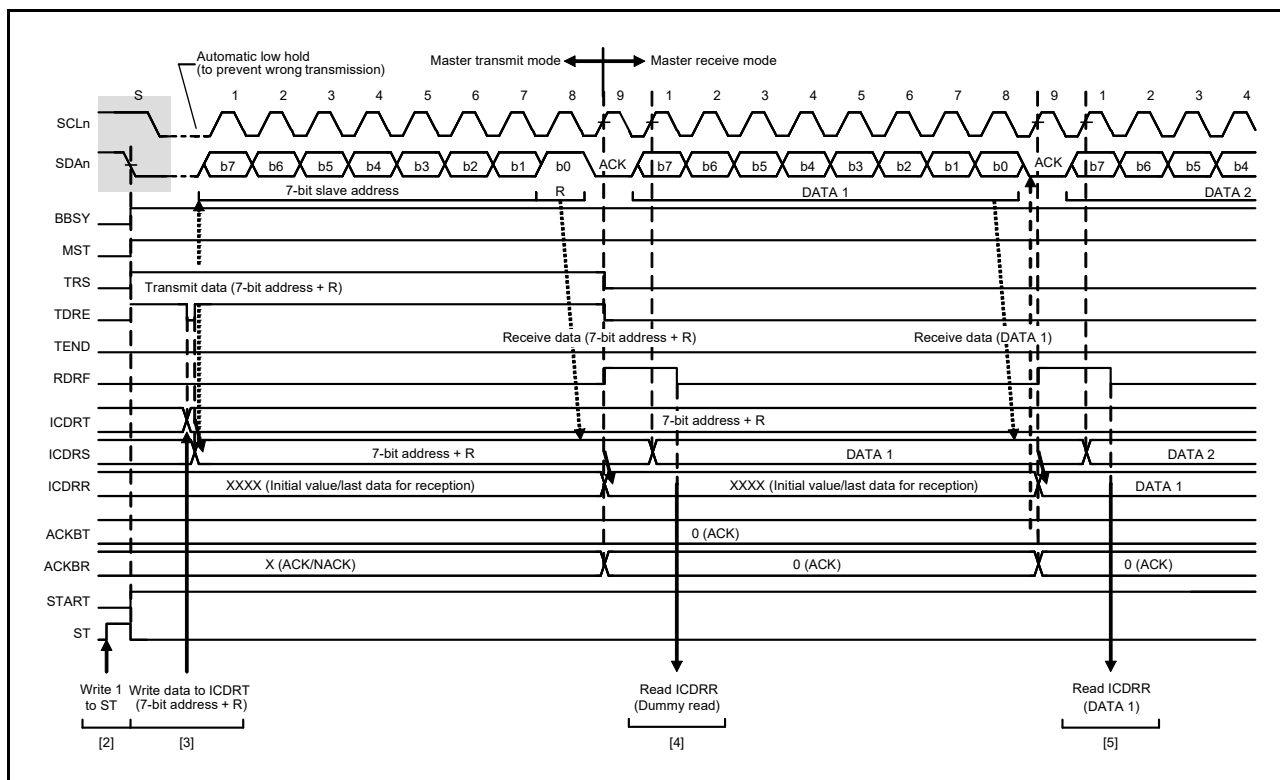 Automatic low hold
(to prevent wrong transmission)
Master transmit mode
Master receive mode
S 1 2 3 4 5 6 7 8 9 1 2 3 4 5 6 7 8 9 1 2 3 4
SCLn
SDAn b7 b6 b5 b4 b3 b2 b1 b0 ACK b7 b6 b5 b4 b3 b2 b1 b0 ACK b7 b6 b5 b4
7-bit slave address R DATA 1 DATA 2
BBSY
MST
TRS
Transmit data (7-bit address + R)
TDRE
Receive data (7-bit address + R) Receive data (DATA 1)
TEND
RDRF
ICDRT 7-bit address + R
ICDRS 7-bit address + R DATA 1 DATA 2
ICDRR XXXX (Initial value/last data for reception) XXXX (Initial value/last data for reception) DATA 1
ACKBT 0 (ACK)
ACKBR X (ACK/NACK) 0 (ACK) 0 (ACK)
START
ST
Write 1
to ST
Write data to ICDRT
(7-bit address + R)
Read ICDRR
(Dummy read)
Read ICDRR
(DATA 1)
[2] [3] [4] [5]